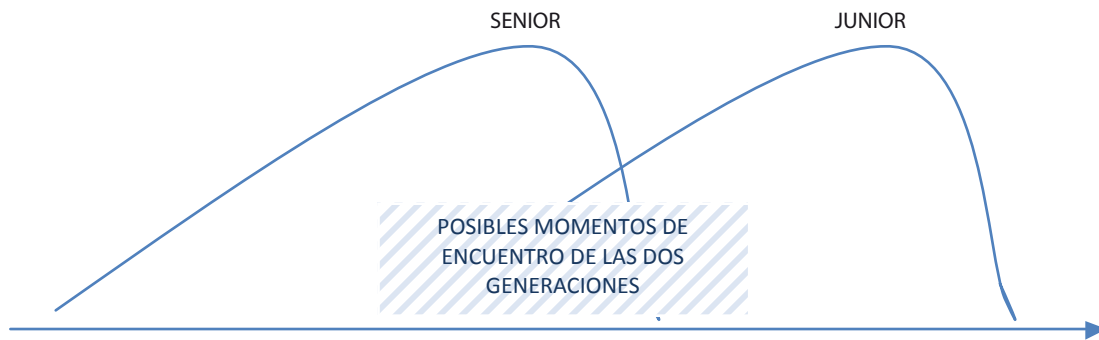 SENIOR
JUNIOR
POSIBLES MOMENTOS DE
ENCUENTRO DE LAS DOS
GENERACIONES